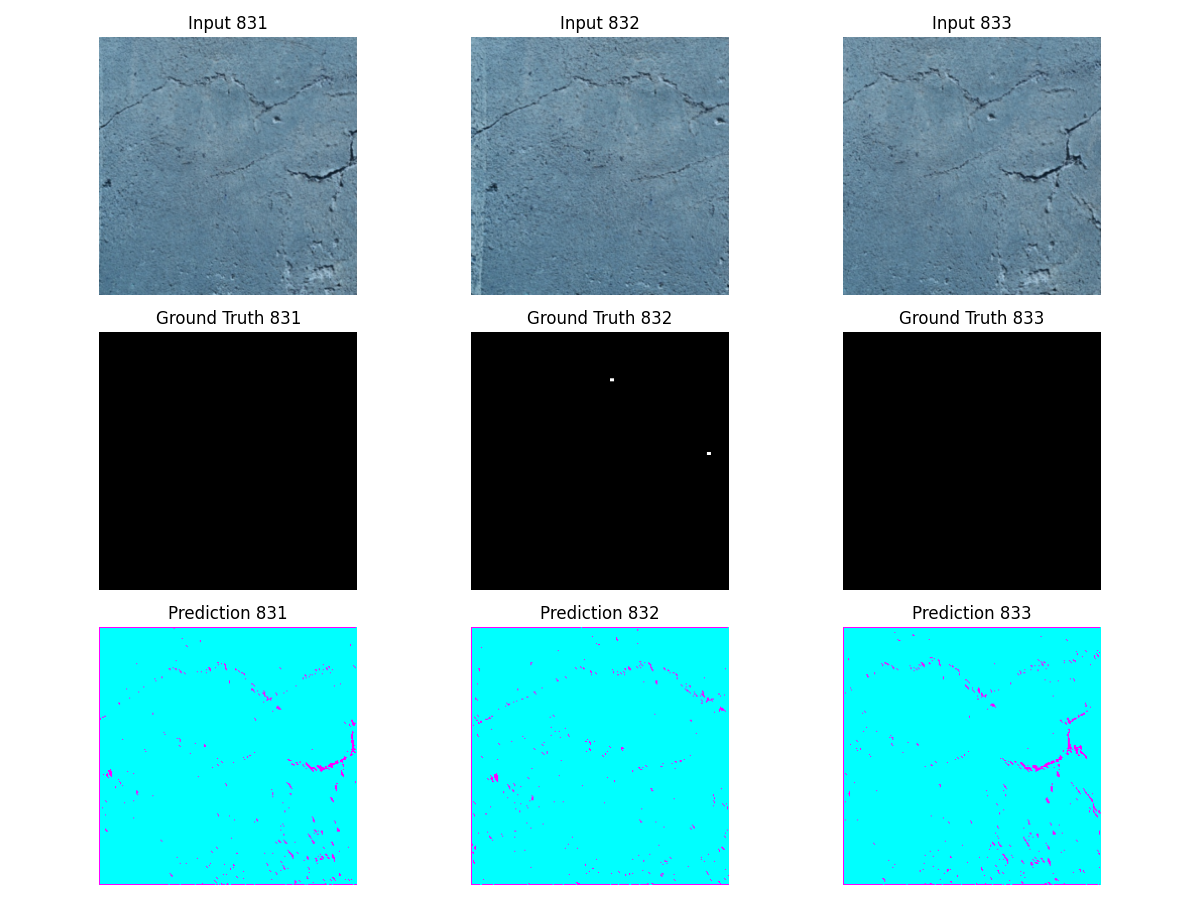 Input 831
Input 832
Input 833
Ground Truth 831
Ground Truth 832
Ground Truth 833
Prediction 831
Prediction 832
Prediction 833